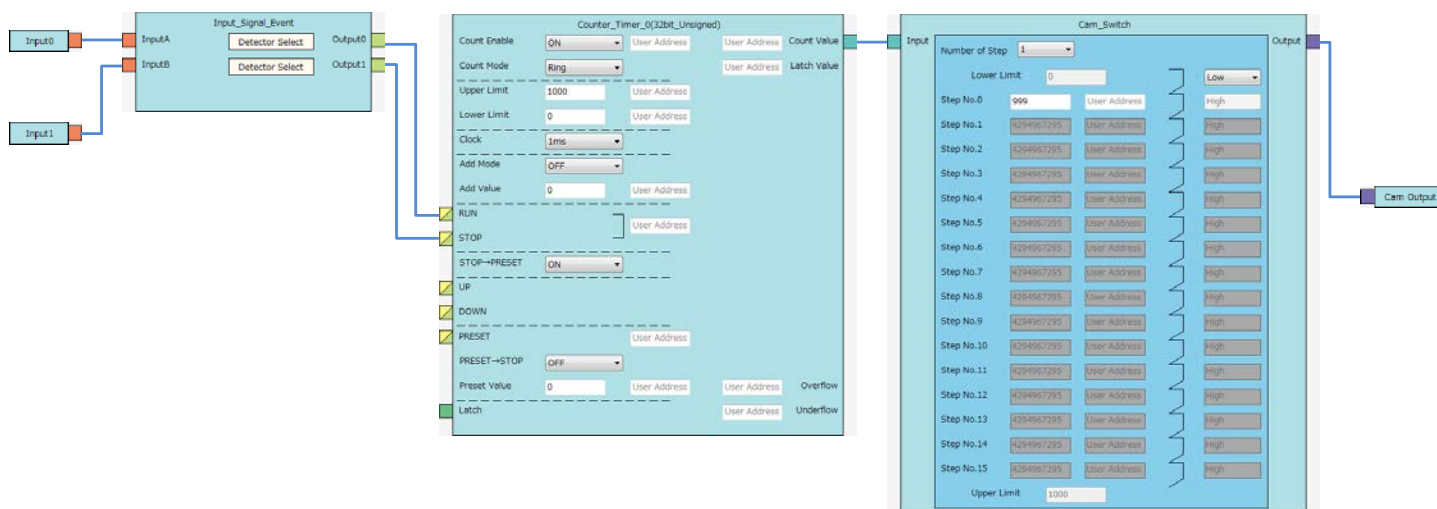 Input0
Input1
Input_Signal_Event
InputA Detector Select Output0
InputB Detector Select Output1
Counter_Timer_0(32bit_Unsigned)
Count Enable ON User Address User Address Count Value
Count Mode Ring User Address Latch Value
Upper Limit 1000 User Address
Lower Limit 0 User Address
Clock 1ms
Add Mode OFF
Add Value 0 User Address
RUN
User Address
STOP
STOP→PRESET ON
UP
DOWN
PRESET User Address
PRESET→STOP OFF
Preset Value 0 User Address User Address Overflow
Latch User Address Underflow
Cam_Switch
Input Output
Number of Step 1
Lower Limit 0 Low
Step No.0 999 User Address High
Step No.1 4294967295 User Address High
Step No.2 4294967295 User Address High
Step No.3 4294967295 User Address High
Step No.4 4294967295 User Address High
Step No.5 4294967295 User Address High
Step No.6 4294967295 User Address High
Step No.7 4294967295 User Address High
Step No.8 4294967295 User Address High
Step No.9 4294967295 User Address High
Step No.10 4294967295 User Address High
Step No.11 4294967295 User Address High
Step No.12 4294967295 User Address High
Step No.13 4294967295 User Address High
Step No.14 4294967295 User Address High
Step No.15 4294967295 User Address High
Upper Limit 1000
Cam Output